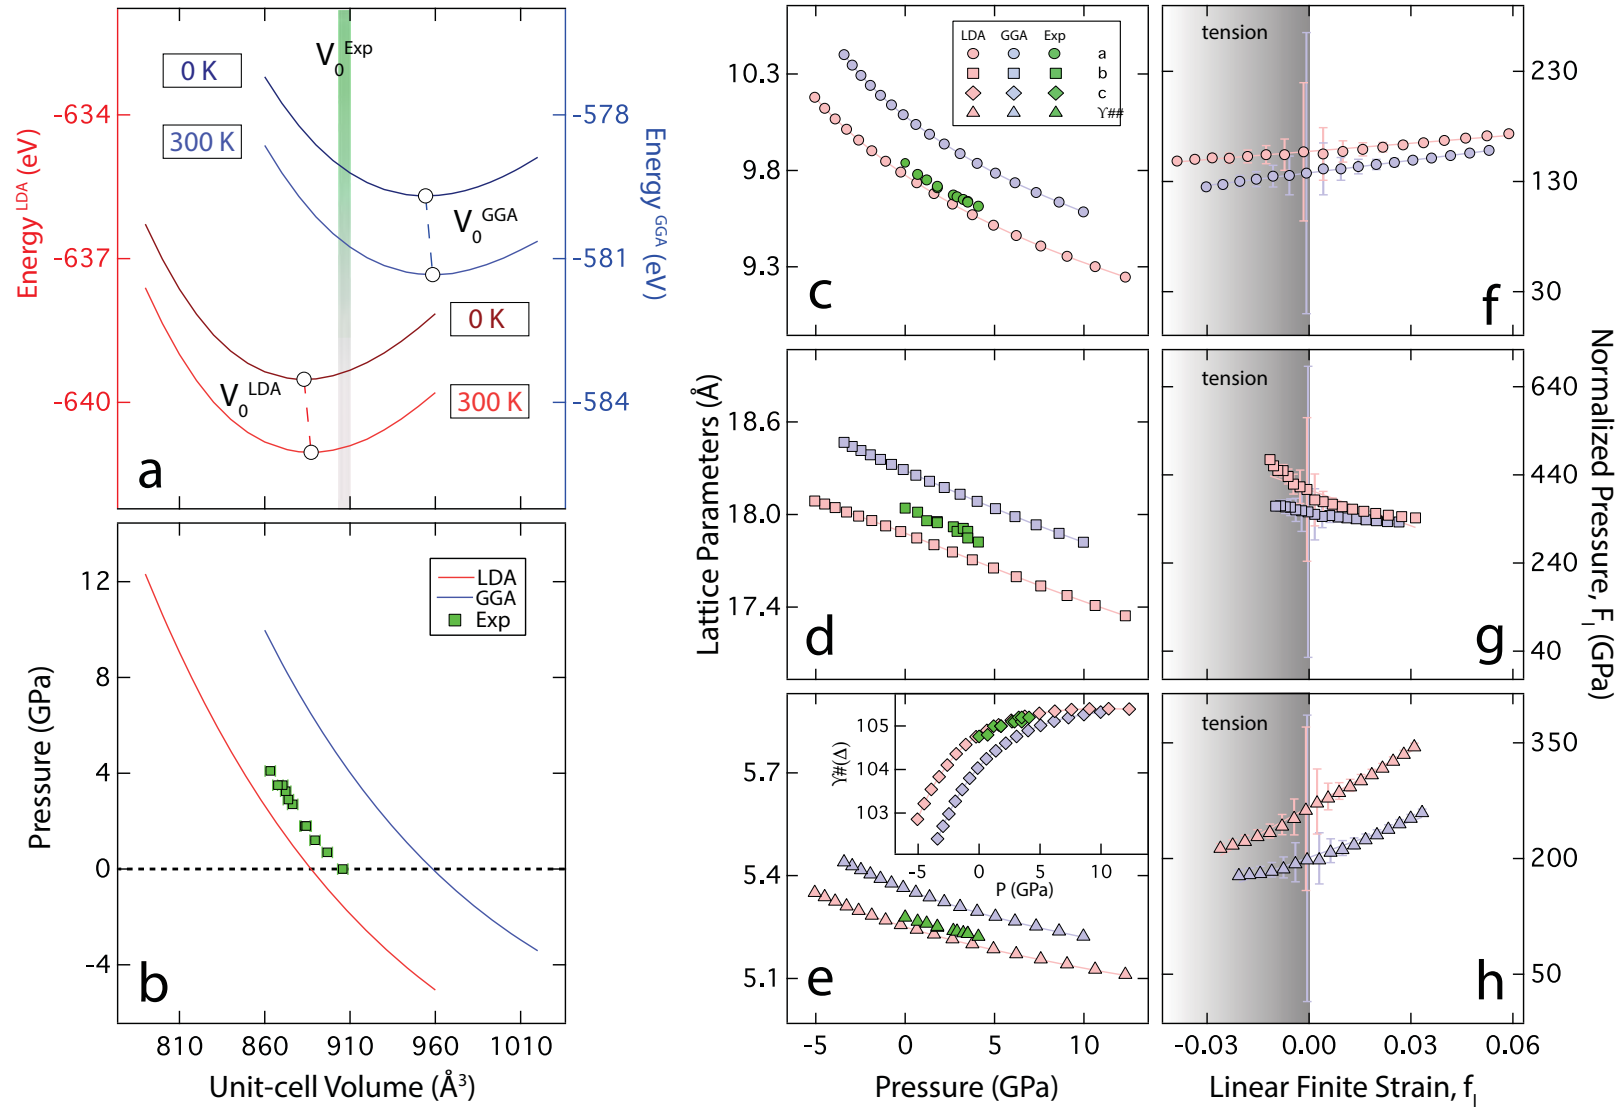 Energy^LDA (eV)
-634
-637
-640
0 K
300 K
V_0^Exp
V_0^GGA
0 K
V_0^LDA
300 K
a
-578
-581
-584
Energy^GGA (eV)
Pressure (GPa)
12
8
4
0
-4
LDA
GGA
Exp
b
810 860 910 960 1010
Unit-cell Volume (Å³)
Lattice Parameters (Å)
10.3
9.8
9.3
LDA GGA Exp
a
b
c
ϒ##
c
18.6
18.0
17.4
d
5.7
5.4
5.1
ϒ#(Δ)
105
104
103
-5 0 5 10
P (GPa)
e
-5 0 5 10
Pressure (GPa)
tension
f
230
130
30
tension
g
640
440
240
40
Normalized Pressure, F_l (GPa)
tension
h
350
200
50
-0.03 0.00 0.03 0.06
Linear Finite Strain, f_l